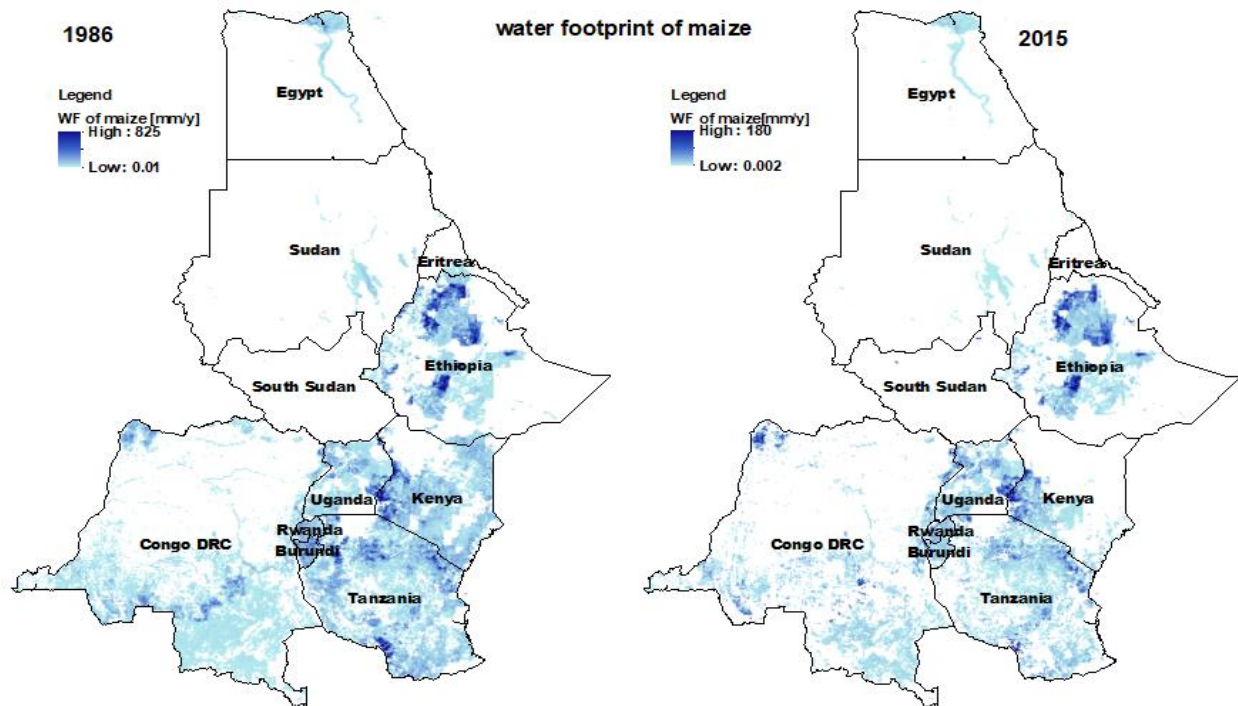 water footprint of maize
1986
Legend
WF of maize [mm/y]
High : 825
Low : 0.01
Egypt
Sudan
Eritrea
Ethiopia
South Sudan
Uganda
Kenya
Rwanda
Burundi
Congo DRC
Tanzania
2015
Legend
WF of maize[mm/y]
High : 180
Low : 0.002
Egypt
Sudan
Eritrea
Ethiopia
South Sudan
Uganda
Kenya
Rwanda
Burundi
Congo DRC
Tanzania